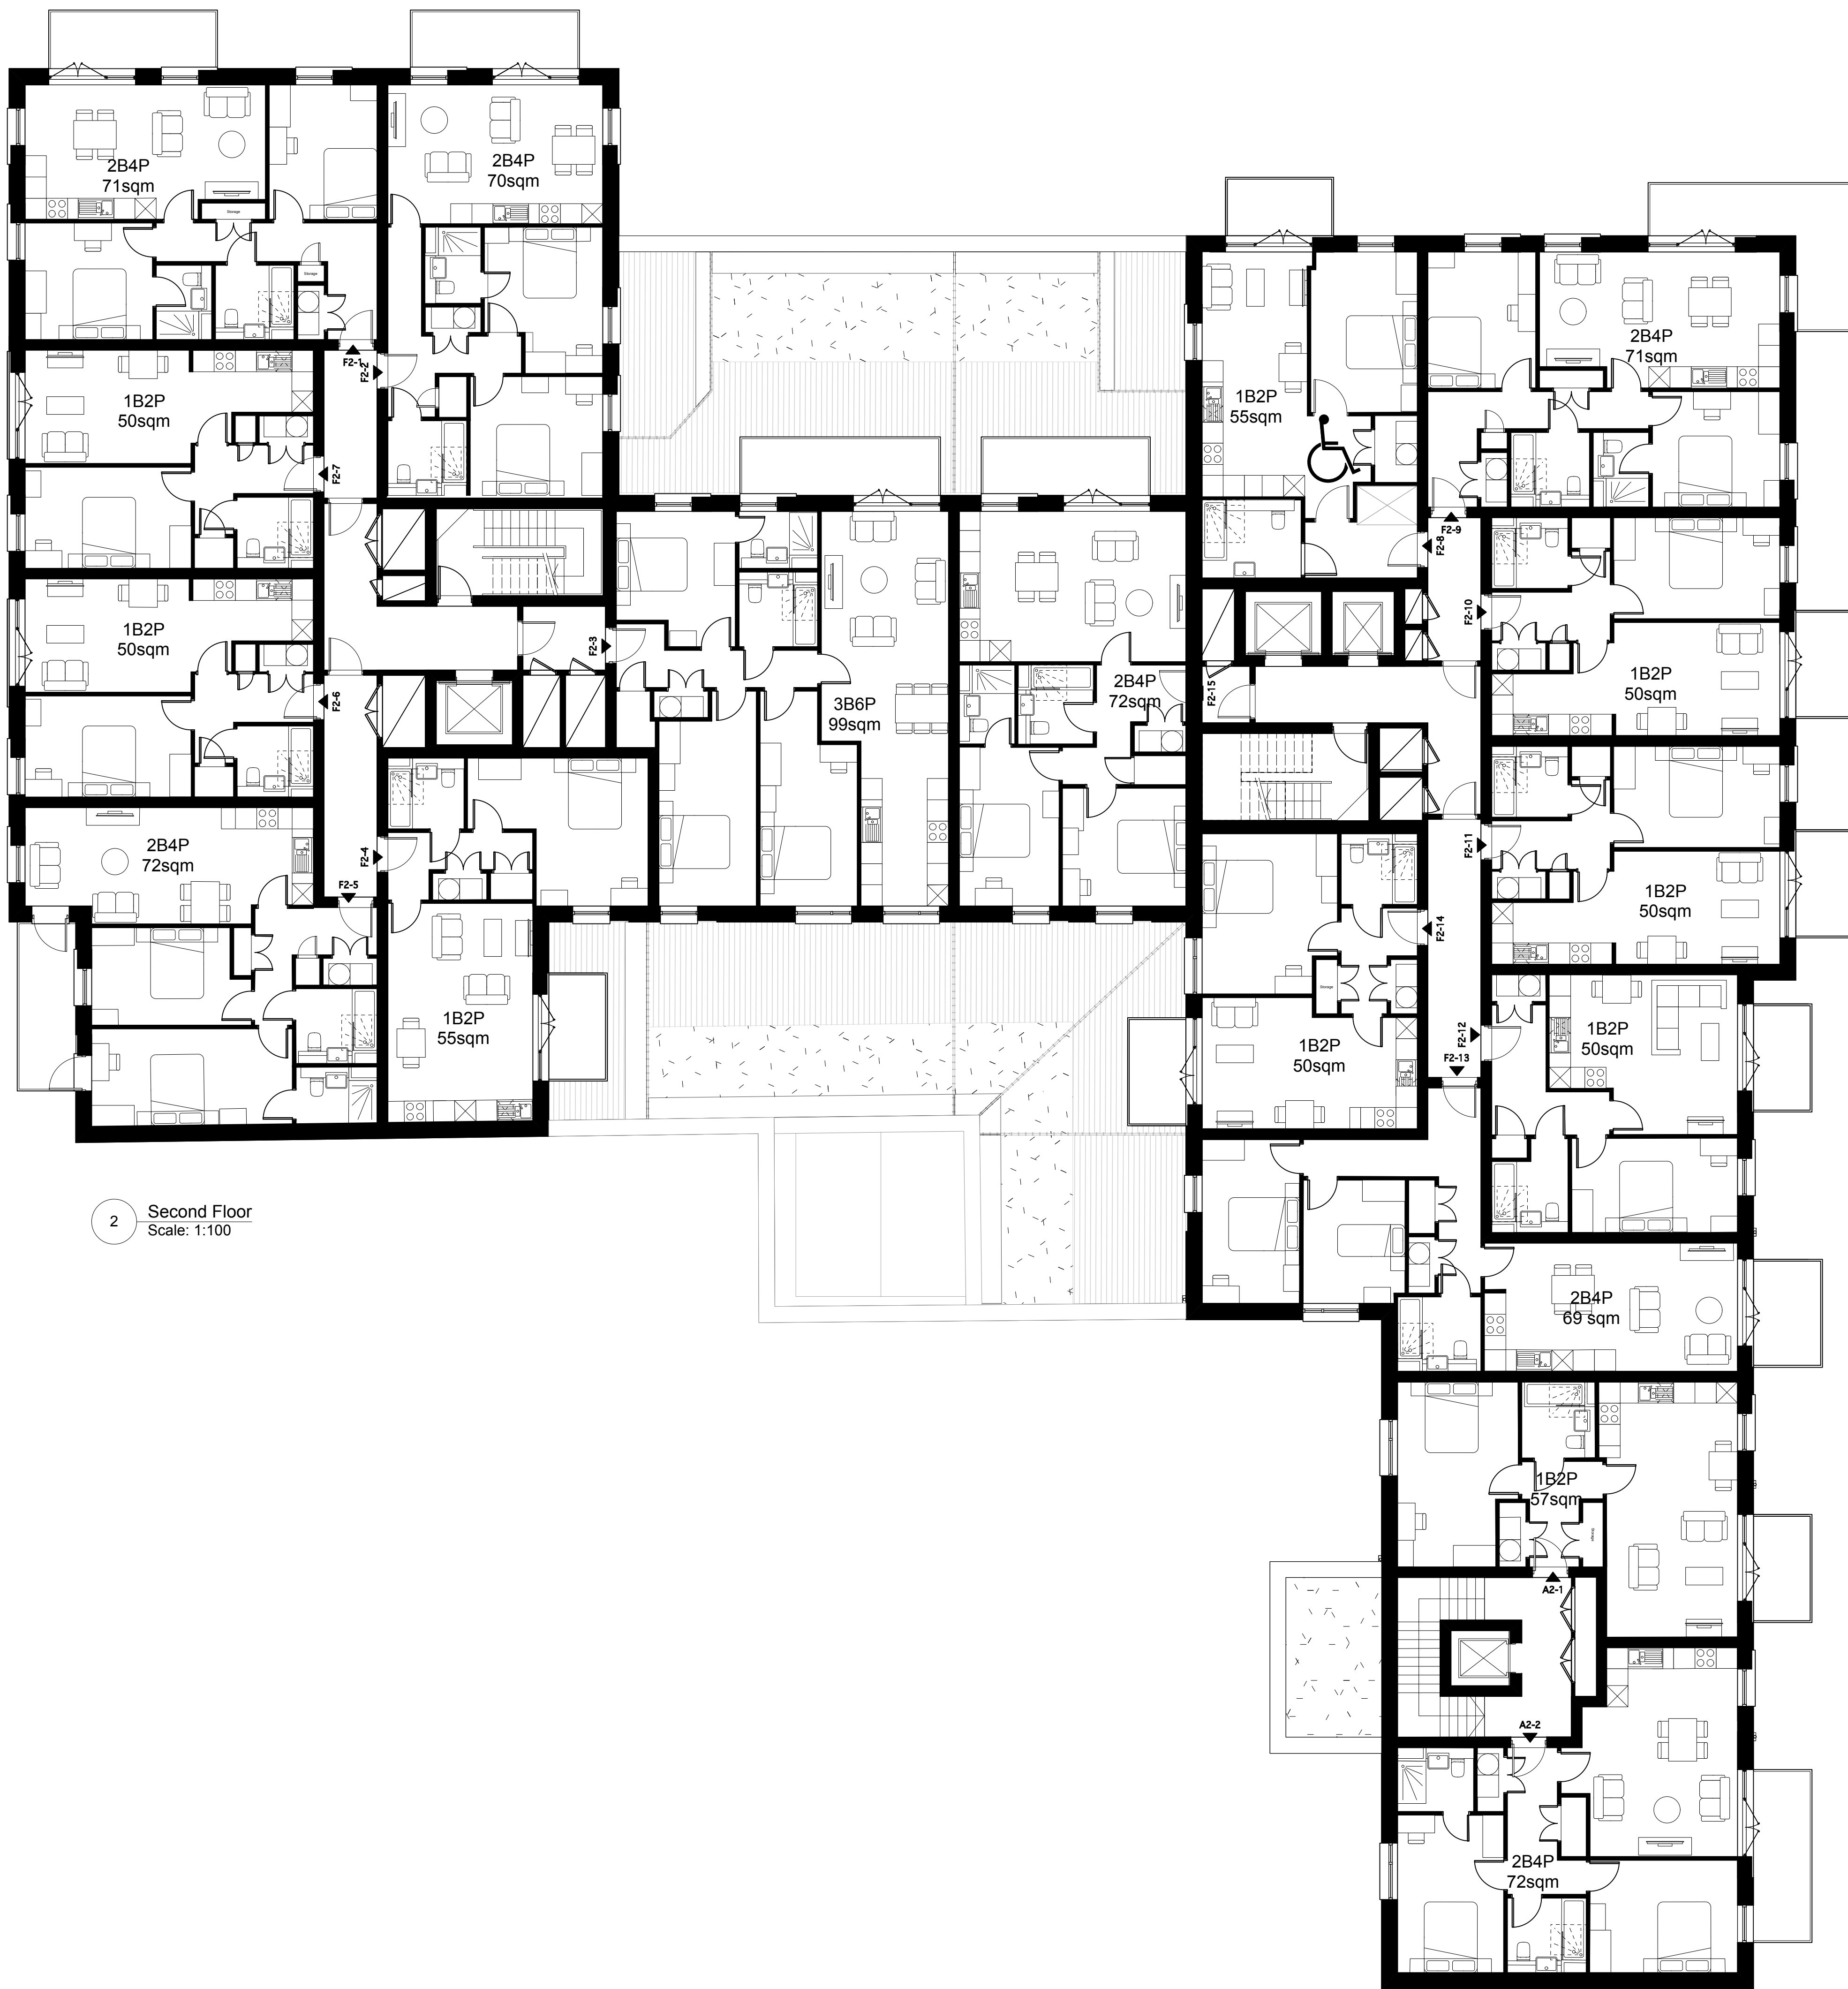 2B4P
71sqm
Storage
Storage
2B4P
70sqm
F2-1
F2-2
1B2P
50sqm
F2-7
1B2P
50sqm
F2-6
F2-3
3B6P
99sqm
2B4P
72sqm
F2-15
2B4P
72sqm
F2-5
F2-4
1B2P
55sqm
1B2P
55sqm
F2-8
2B4P
71sqm
F2-9
F2-10
1B2P
50sqm
F2-11
1B2P
50sqm
F2-14
Storage
1B2P
50sqm
F2-12
F2-13
1B2P
50sqm
2B4P
69 sqm
1B2P
57sqm
Storage
A2-1
A2-2
2B4P
72sqm
2
Second Floor
Scale: 1:100